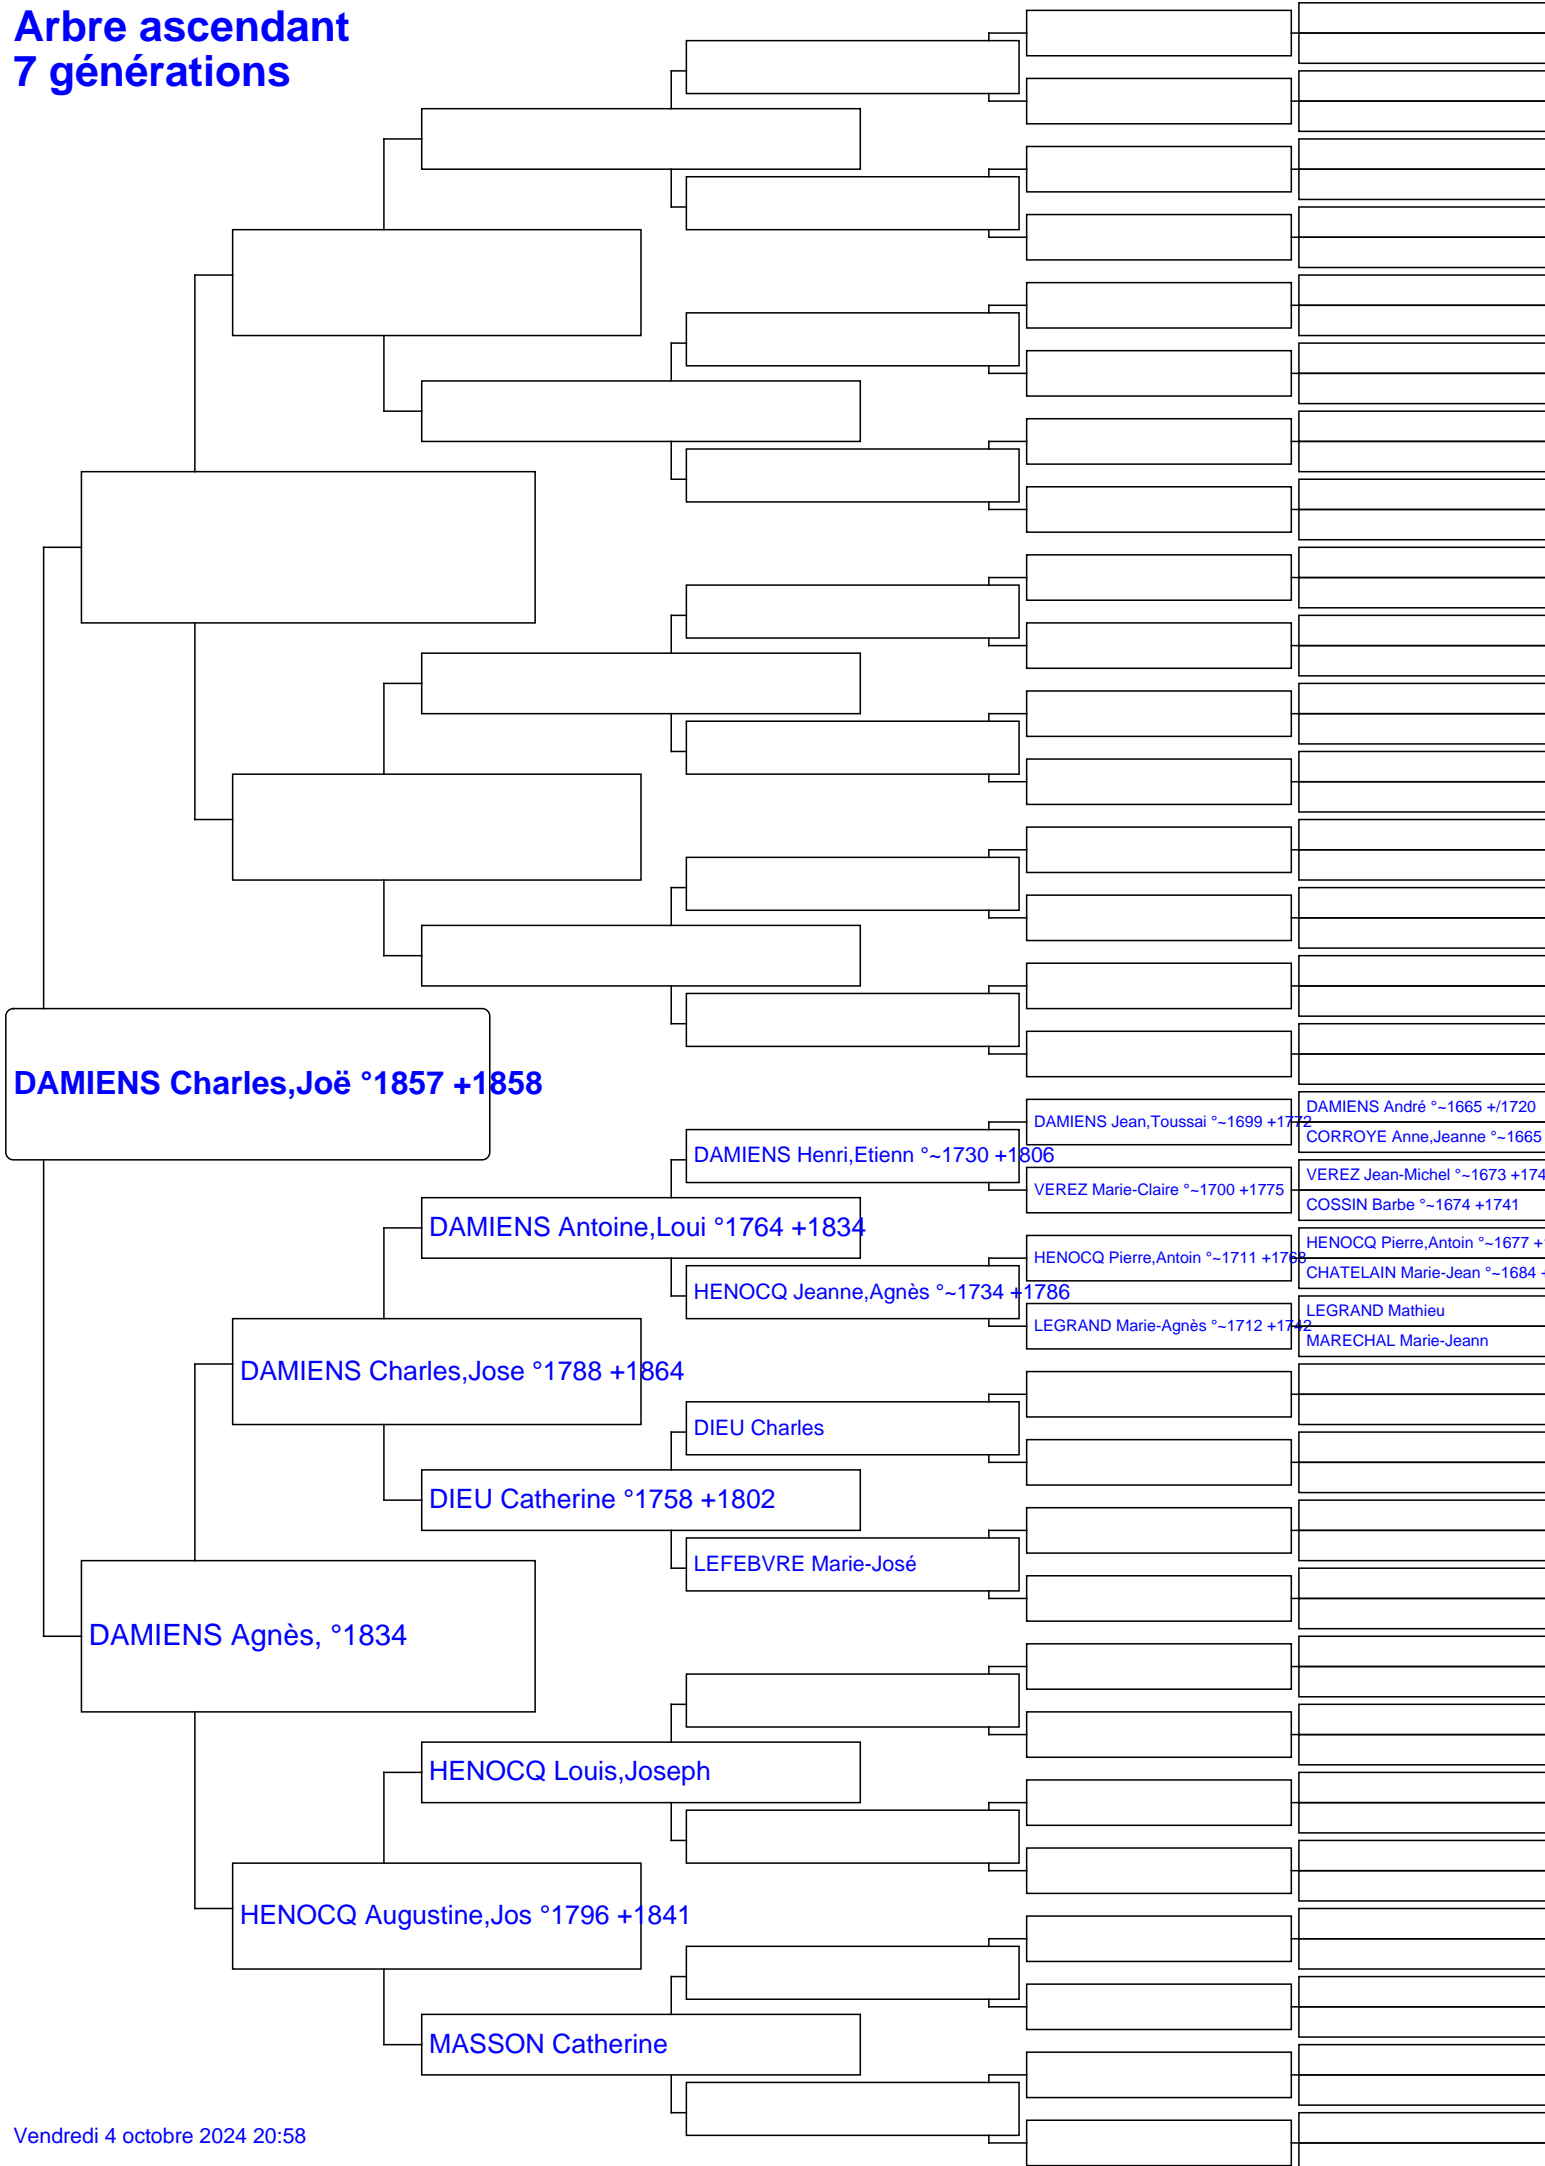 Arbre ascendant
7 générations
DAMIENS Charles,Joë °1857 +1858
DAMIENS Jean,Toussai °~1699 +1772
DAMIENS André °~1665 +/1720
CORROYE Anne,Jeanne °~1665
DAMIENS Henri,Etienn °~1730 +1806
VEREZ Marie-Claire °~1700 +1775
VEREZ Jean-Michel °~1673 +174
COSSIN Barbe °~1674 +1741
DAMIENS Antoine,Loui °1764 +1834
HENOCQ Pierre,Antoin °~1711 +1768
HENOCQ Pierre,Antoin °~1677 +
CHATELAIN Marie-Jean °~1684 +
HENOCQ Jeanne,Agnès °~1734 +1786
LEGRAND Marie-Agnès °~1712 +1742
LEGRAND Mathieu
MARECHAL Marie-Jeann
DAMIENS Charles,Jose °1788 +1864
DIEU Charles
DIEU Catherine °1758 +1802
LEFEBVRE Marie-José
DAMIENS Agnès, °1834
HENOCQ Louis,Joseph
HENOCQ Augustine,Jos °1796 +1841
MASSON Catherine
Vendredi 4 octobre 2024 20:58